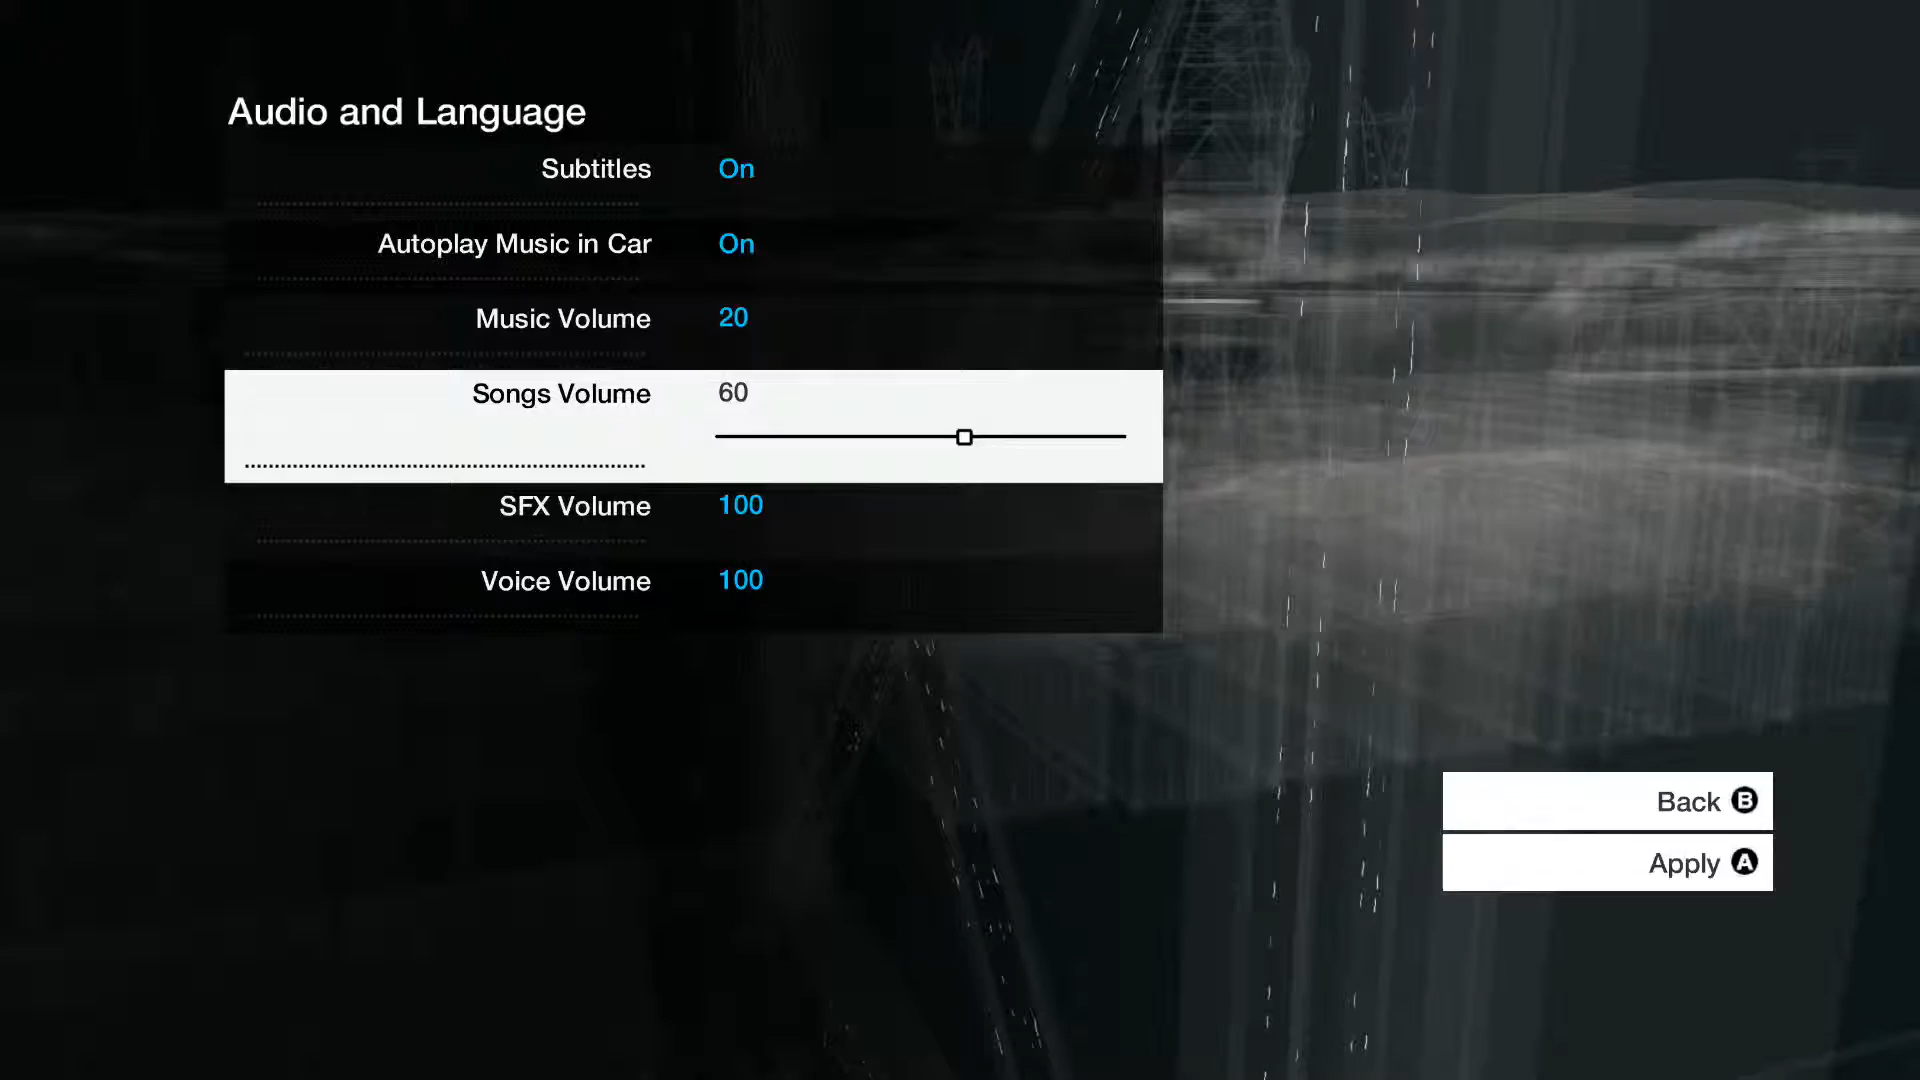 Audio and Language
Subtitles On
Autoplay Music in Car On
Music Volume 20
Songs Volume 60
SFX Volume 100
Voice Volume 100
Back B
Apply A